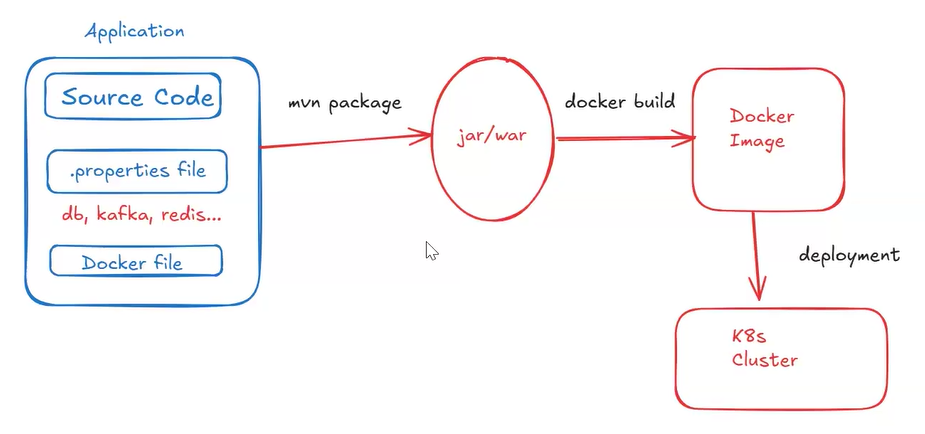 Application
Source Code
.properties file
db, kafka, redis...
Docker file
mvn package
jar/war
docker build
Docker
Image
deployment
K8s
Cluster